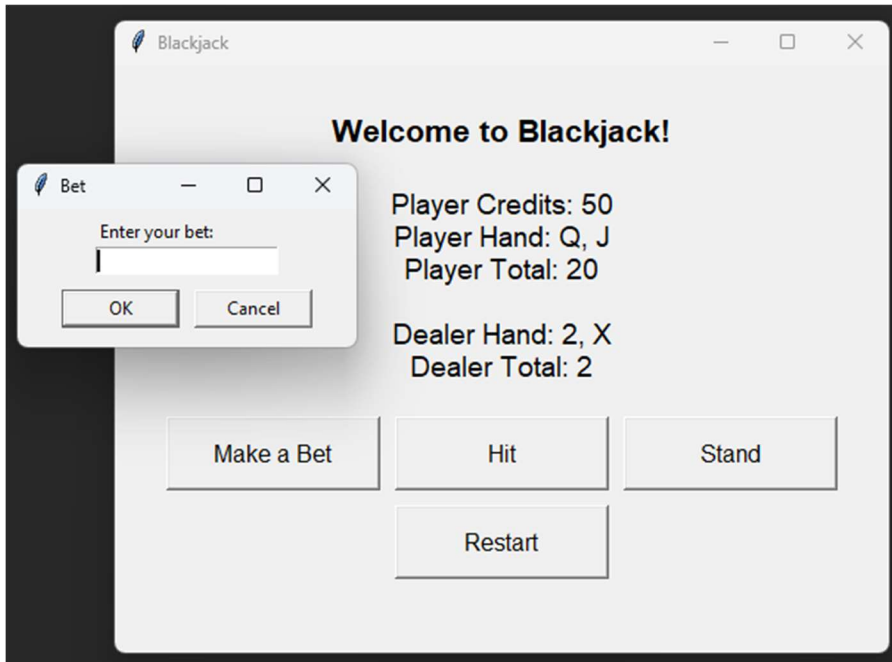 Blackjack
Welcome to Blackjack!
Bet
Enter your bet:
OK Cancel
Player Credits: 50
Player Hand: Q, J
Player Total: 20
Dealer Hand: 2, X
Dealer Total: 2
Make a Bet Hit Stand
Restart